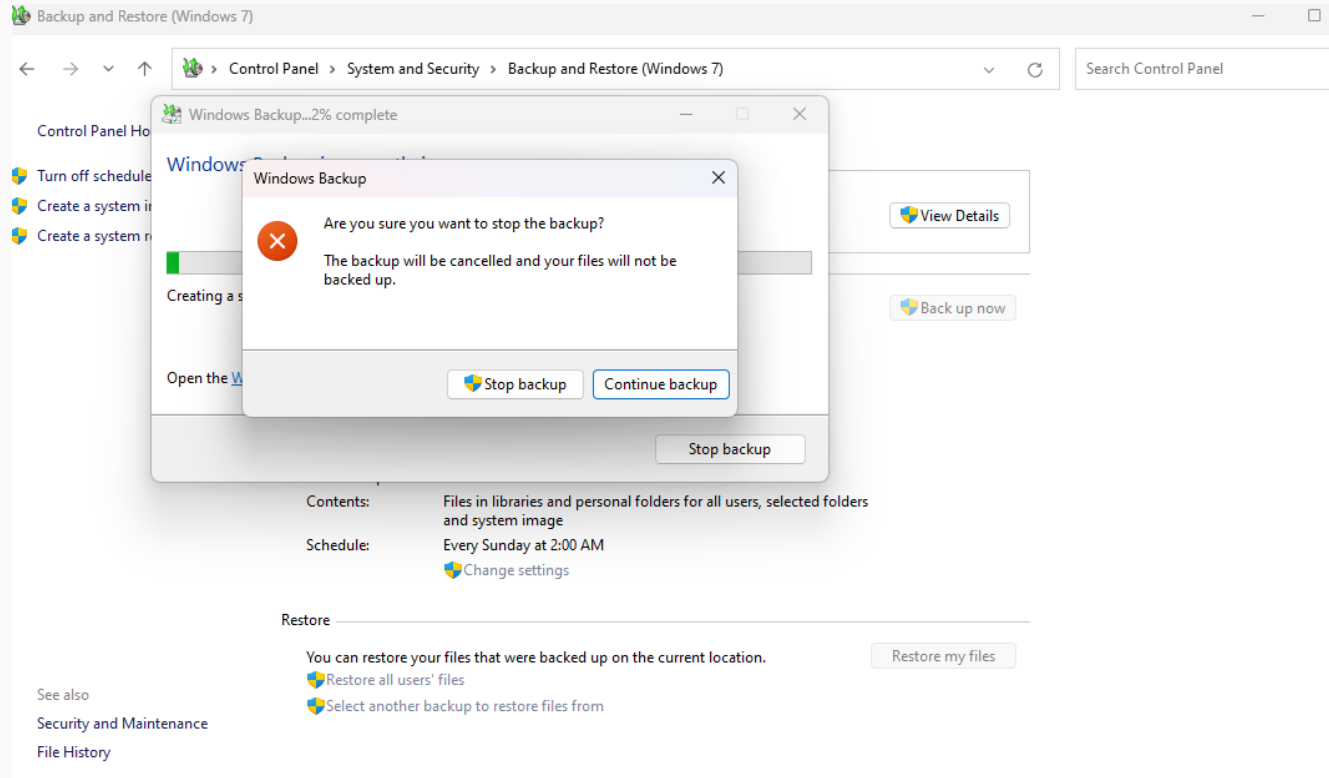 Backup and Restore (Windows 7)
Control Panel > System and Security > Backup and Restore (Windows 7)
Search Control Panel
Control Panel Ho
Turn off schedule
Create a system
Create a system
Windows Backup...2% complete
Windows
Creating a
Open the W
Stop backup
Windows Backup
Are you sure you want to stop the backup?
The backup will be cancelled and your files will not be
backed up.
Stop backup
Continue backup
View Details
Back up now
Contents:
Files in libraries and personal folders for all users, selected folders
and system image
Schedule:
Every Sunday at 2:00 AM
Change settings
Restore
You can restore your files that were backed up on the current location.
Restore my files
Restore all users' files
Select another backup to restore files from
See also
Security and Maintenance
File History